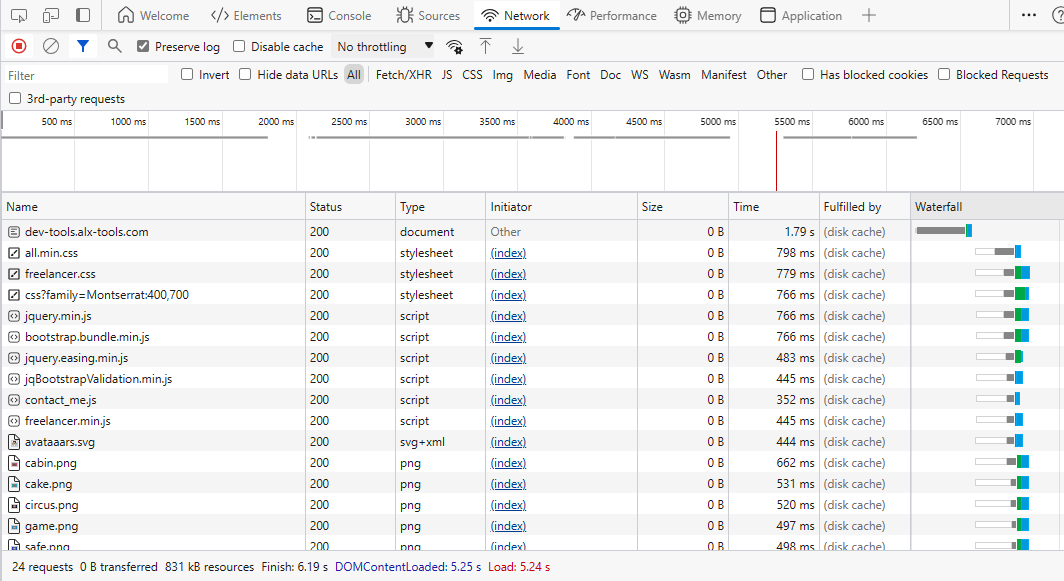 Welcome Elements Console Sources Network Performance Memory Application
Preserve log Disable cache No throttling
Filter Invert Hide data URLs All Fetch/XHR JS CSS Img Media Font Doc WS Wasm Manifest Other Has blocked cookies Blocked Requests
3rd-party requests
500 ms 1000 ms 1500 ms 2000 ms 2500 ms 3000 ms 3500 ms 4000 ms 4500 ms 5000 ms 5500 ms 6000 ms 6500 ms 7000 ms
Name Status Type Initiator Size Time Fulfilled by Waterfall
dev-tools.alx-tools.com 200 document Other 0 B 1.79 s (disk cache)
all.min.css 200 stylesheet (index) 0 B 798 ms (disk cache)
freelancer.css 200 stylesheet (index) 0 B 779 ms (disk cache)
css?family=Montserrat:400,700 200 stylesheet (index) 0 B 766 ms (disk cache)
jquery.min.js 200 script (index) 0 B 766 ms (disk cache)
bootstrap.bundle.min.js 200 script (index) 0 B 766 ms (disk cache)
jquery.easing.min.js 200 script (index) 0 B 483 ms (disk cache)
jqBootstrapValidation.min.js 200 script (index) 0 B 445 ms (disk cache)
contact_me.js 200 script (index) 0 B 352 ms (disk cache)
freelancer.min.js 200 script (index) 0 B 445 ms (disk cache)
avataaars.svg 200 svg+xml (index) 0 B 444 ms (disk cache)
cabin.png 200 png (index) 0 B 662 ms (disk cache)
cake.png 200 png (index) 0 B 531 ms (disk cache)
circus.png 200 png (index) 0 B 520 ms (disk cache)
game.png 200 png (index) 0 B 497 ms (disk cache)
safe.png 200 png (index) 0 B 498 ms (disk cache)
24 requests 0 B transferred 831 kB resources Finish: 6.19 s DOMContentLoaded: 5.25 s Load: 5.24 s